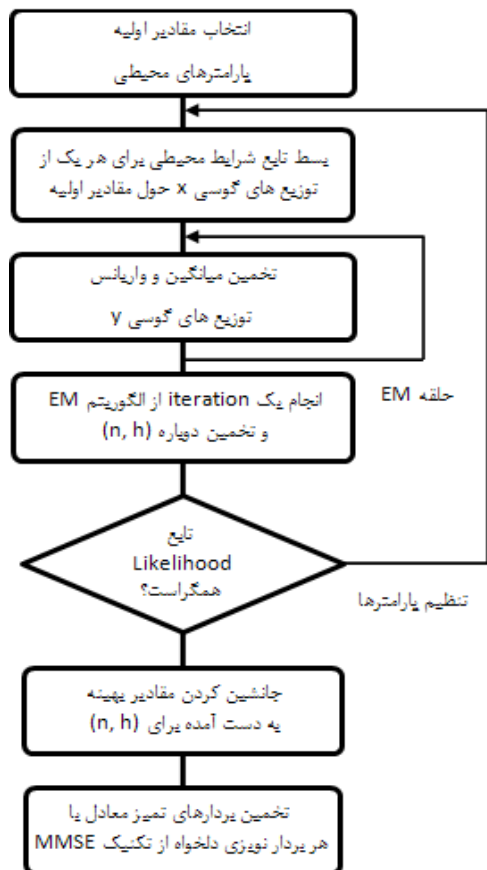 انتخاب مقادیر اولیه
پارامترهای محیطی
بسط تابع شرایط محیطی برای هر یک از
توزیع های گوسی x حول مقادیر اولیه
تخمین میانگین و واریانس
توزیع های گوسی y
انجام یک iteration از الگوریتم EM
و تخمین دوباره (n, h)
حلقه EM
تابع
Likelihood
همگراست؟
تنظیم پارامترها
جانشین کردن مقادیر بهینه
به دست آمده برای (n, h)
تخمین بردارهای تمیز معادل با
هر بردار نویزی دلخواه از تکنیک MMSE